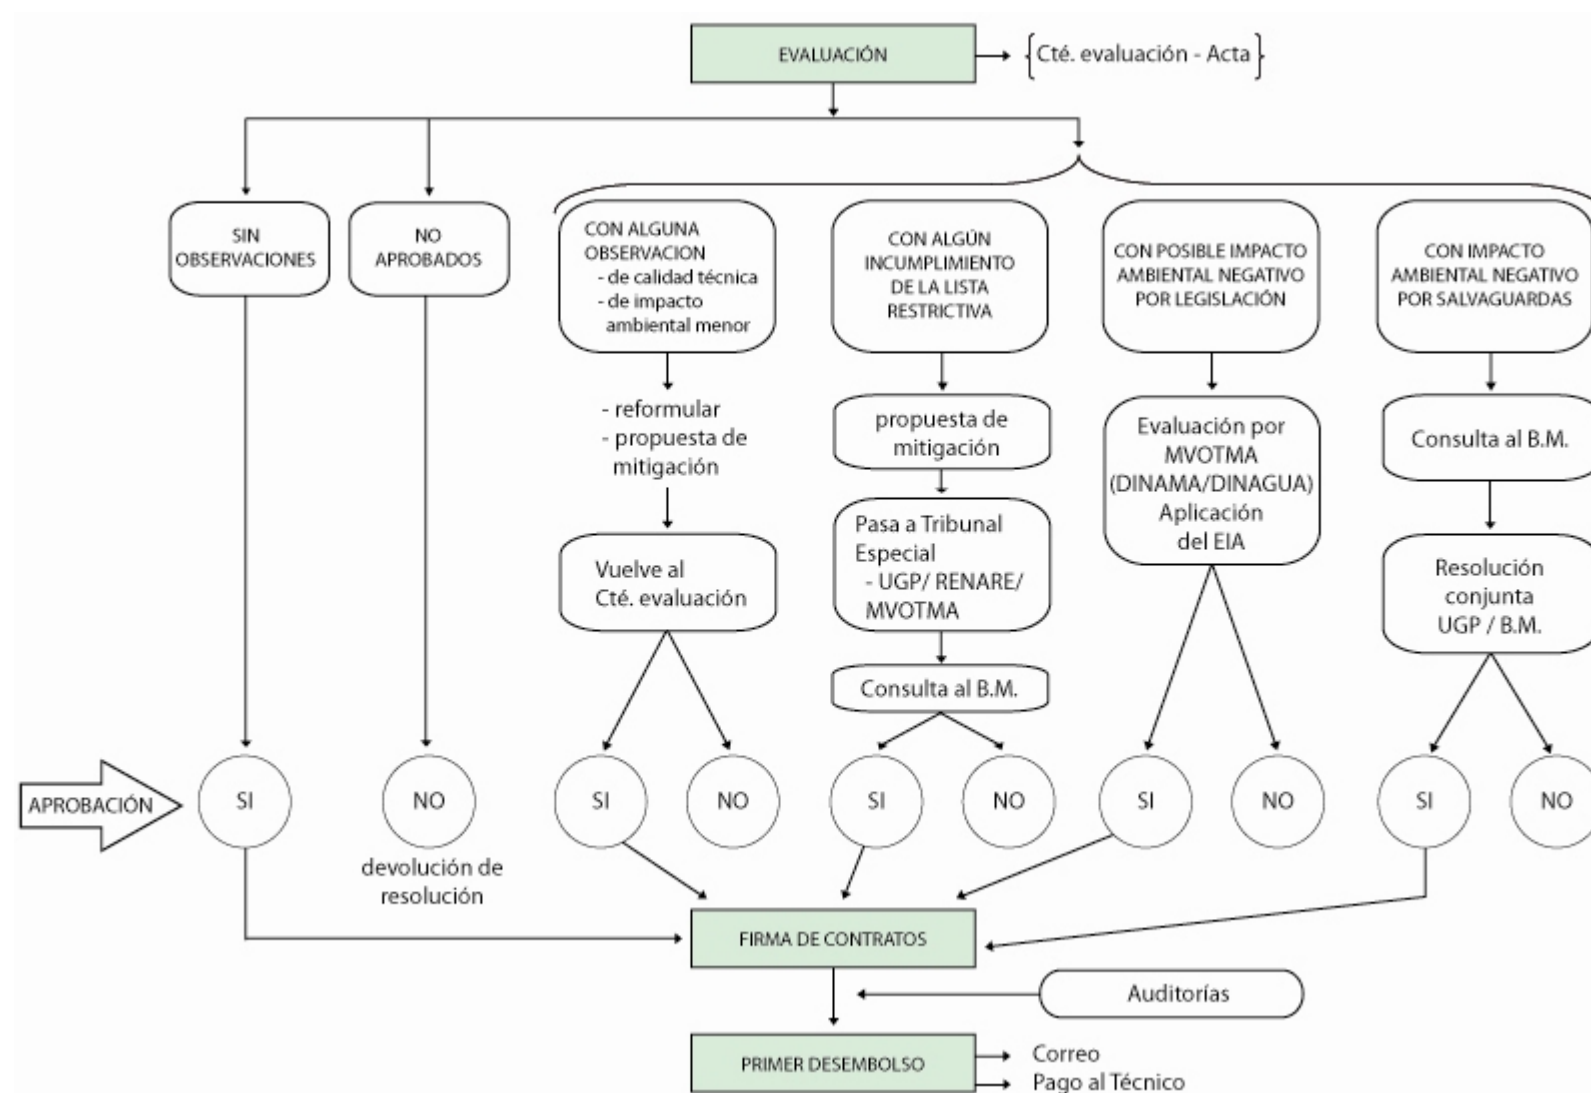 EVALUACIÓN
{Cté. evaluación - Acta}
SIN
OBSERVACIONES
NO
APROBADOS
CON ALGUNA
OBSERVACION
- de calidad técnica
- de impacto
ambiental menor
CON ALGÚN
INCUMPLIMIENTO
DE LA LISTA
RESTRICTIVA
CON POSIBLE IMPACTO
AMBIENTAL NEGATIVO
POR LEGISLACIÓN
CON IMPACTO
AMBIENTAL NEGATIVO
POR SALVAGUARDAS
- reformular
- propuesta de
mitigación
propuesta de
mitigación
Evaluación por
MVOTMA
(DINAMA/DINAGUA)
Aplicación
del EIA
Consulta al B.M.
Vuelve al
Cté. evaluación
Pasa a Tribunal
Especial
- UGP/ RENARE/
MVOTMA
Resolución
conjunta
UGP / B.M.
Consulta al B.M.
APROBACIÓN
SI
NO
SI
NO
SI
NO
SI
NO
SI
NO
devolución de
resolución
FIRMA DE CONTRATOS
Auditorías
PRIMER DESEMBOLSO
Correo
Pago al Técnico